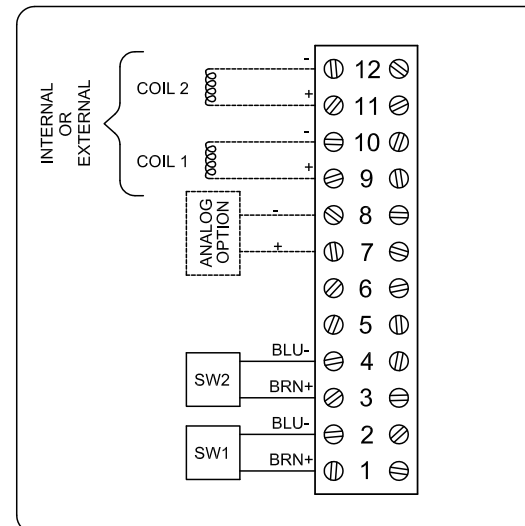 INTERNAL
OR
EXTERNAL
COIL 2
-
+
12
11
COIL 1
-
+
10
9
ANALOG
OPTION
-
+
8
7
6
5
SW2
BLU-
BRN+
4
3
SW1
BLU-
BRN+
2
1